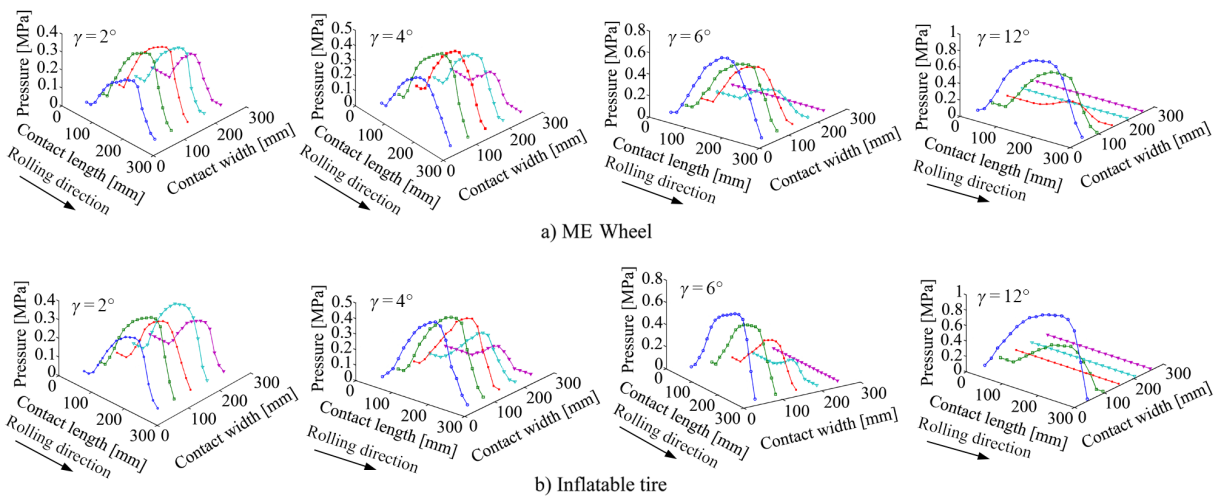 Pressure [MPa]
0.4
0.3
0.2
0.1
0
γ = 2°
100
200
300
Contact length [mm]
Rolling direction
0
100
200
300
Contact width [mm]
Pressure [MPa]
0.5
0.4
0.3
0.2
0.1
0
γ = 4°
100
200
300
Contact length [mm]
Rolling direction
0
100
200
300
Contact width [mm]
Pressure [MPa]
0.8
0.6
0.4
0.2
0
0
γ = 6°
100
200
300
Contact length [mm]
Rolling direction
0
100
200
300
Contact width [mm]
Pressure [MPa]
1
0.8
0.6
0.4
0.2
0
0
γ = 12°
100
200
300
Contact length [mm]
Rolling direction
0
100
200
300
Contact width [mm]
a) ME Wheel
Pressure [MPa]
0.4
0.3
0.2
0.1
0
γ = 2°
100
200
300
Contact length [mm]
Rolling direction
0
100
200
300
Contact width [mm]
Pressure [MPa]
0.5
0.4
0.3
0.2
0.1
0
0
γ = 4°
100
200
300
Contact length [mm]
Rolling direction
0
100
200
300
Contact width [mm]
Pressure [MPa]
0.8
0.6
0.4
0.2
0
0
γ = 6°
100
200
300
Contact length [mm]
Rolling direction
0
100
200
300
Contact width [mm]
Pressure [MPa]
1
0.8
0.6
0.4
0.2
0
γ = 12°
100
200
300
Contact length [mm]
Rolling direction
0
100
200
300
Contact width [mm]
b) Inflatable tire